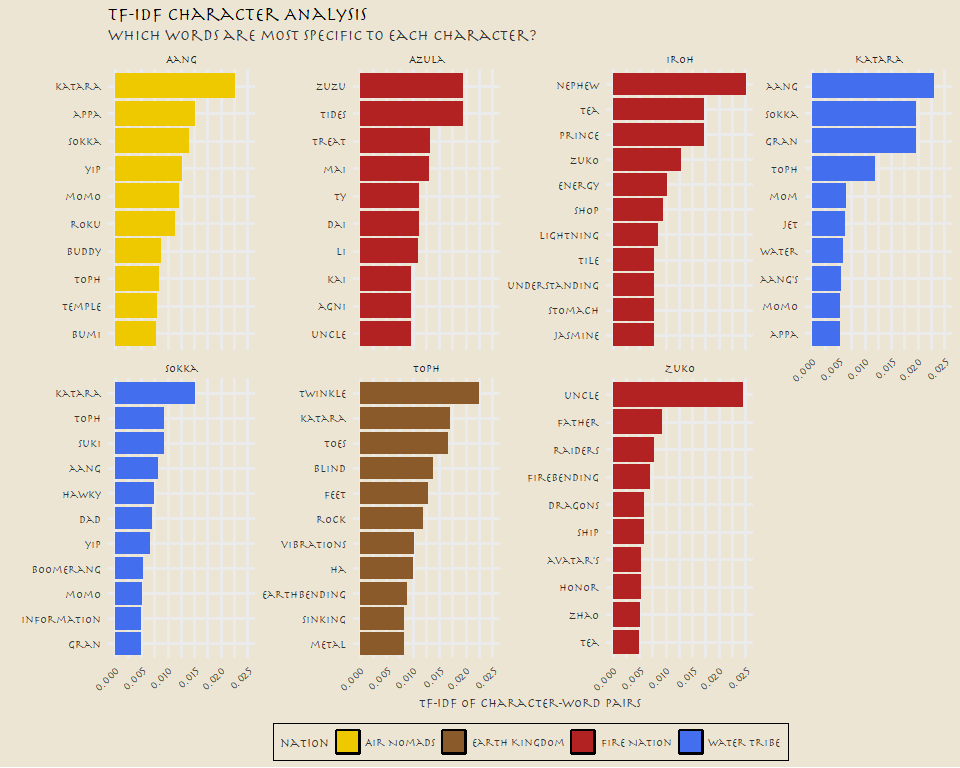 TF-IDF Character Analysis
Which words are most specific to each character?
Aang
katara
appa
sokka
yip
momo
roku
buddy
toph
temple
bumi
Azula
zuzu
tides
treat
mai
ty
dai
li
kai
agni
uncle
Iroh
nephew
tea
prince
zuko
energy
shop
lightning
tile
understanding
stomach
jasmine
Katara
aang
sokka
gran
toph
mom
jet
water
aang's
momo
appa
0.000 0.005 0.010 0.015 0.020 0.025
Sokka
katara
toph
suki
aang
hawky
dad
yip
boomerang
momo
information
gran
0.000 0.005 0.010 0.015 0.020 0.025
Toph
twinkle
katara
toes
blind
feet
rock
vibrations
ha
earthbending
sinking
metal
0.000 0.005 0.010 0.015 0.020 0.025
Zuko
uncle
father
raiders
firebending
dragons
ship
avatar's
honor
zhao
tea
0.000 0.005 0.010 0.015 0.020 0.025
TF-IDF of Character-Word Pairs
Nation Air Nomads Earth Kingdom Fire Nation Water Tribe